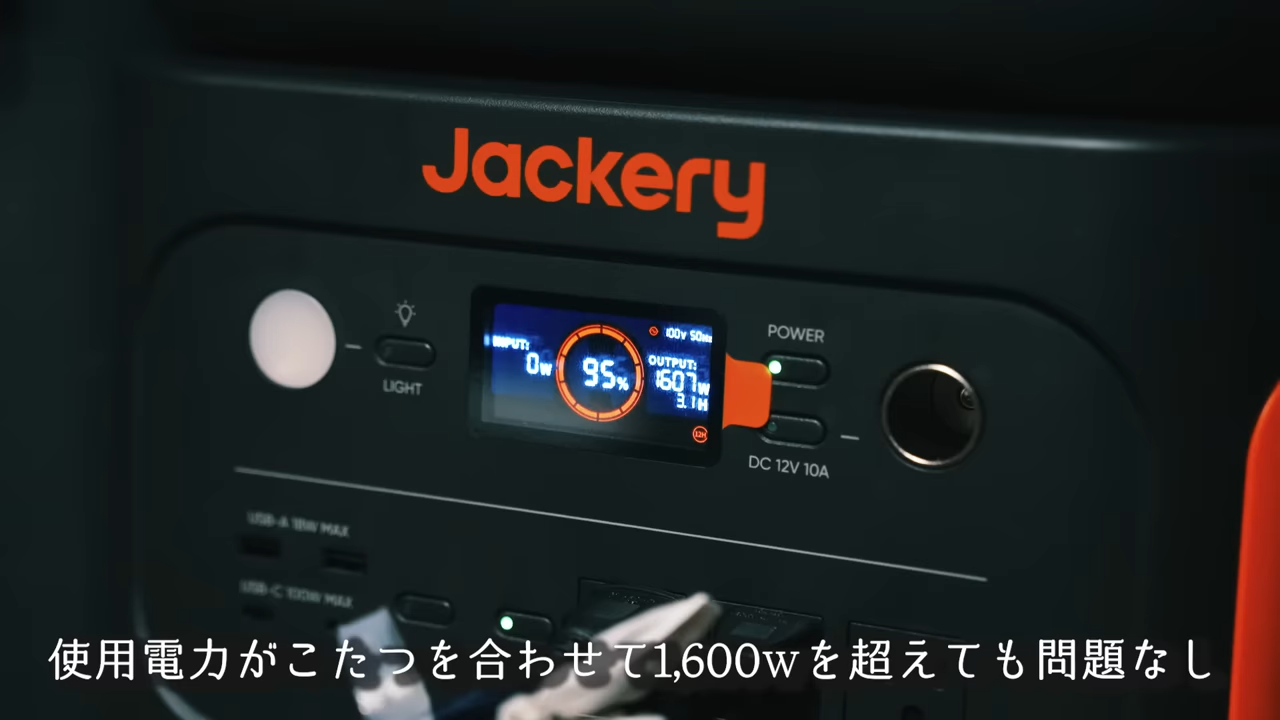 Jackery
LIGHT
INPUT:
0w
95%
100V 50Hz
OUTPUT:
1607w
3.1H
12H
POWER
DC 12V 10A
USB-A 18W MAX
USB-C 100W MAX
使用電力がこたつを合わせて1,600wを超えても問題なし